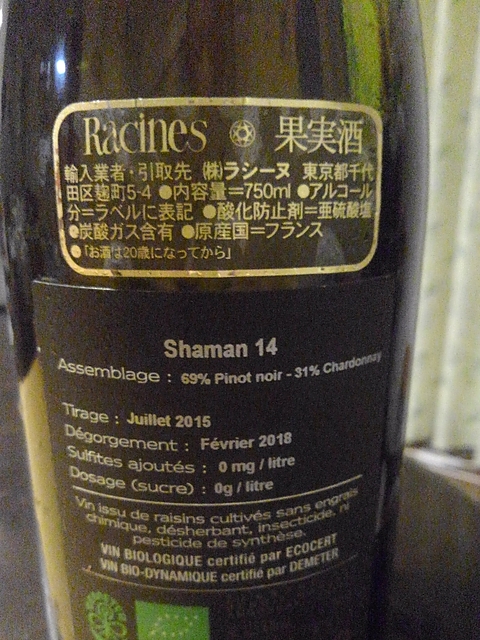 Racines 果実酒
輸入業者・引取先 (株)ラシーヌ 東京都千代
田区麹町5-4 ●内容量=750ml ●アルコール
分=ラベルに表記 ●酸化防止剤=亜硫酸塩
●炭酸ガス含有 ●原産国=フランス
●「お酒は20歳になってから」
Shaman 14
Assemblage : 69% Pinot noir - 31% Chardonnay
Tirage : Juillet 2015
Dégorgement : Février 2018
Sulfites ajoutés : 0 mg / litre
Dosage (sucre) : 0g / litre
Vin issu de raisins cultivés sans engrais
chimique, désherbant, insecticide, ni
pesticide de synthèse.
VIN BIOLOGIQUE certifié par ECOCERT
VIN BIO-DYNAMIQUE certifié par DEMETER